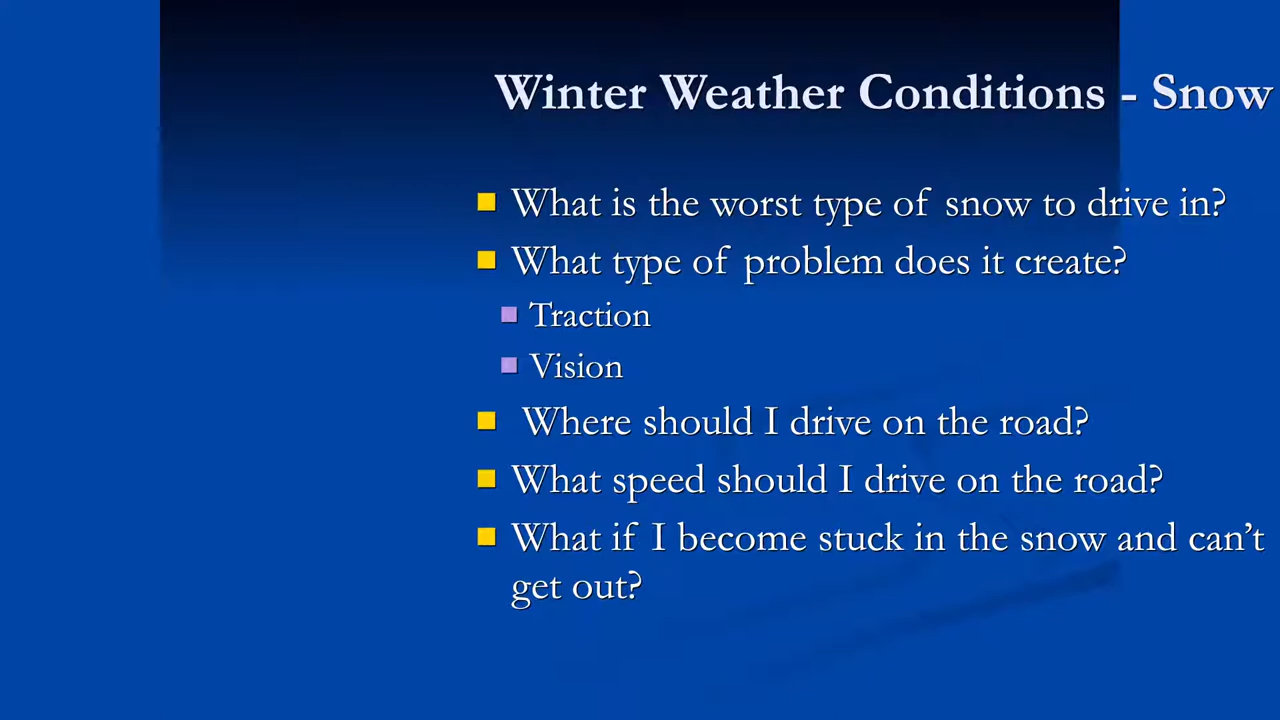 Winter Weather Conditions - Snow
What is the worst type of snow to drive in?
What type of problem does it create?
Traction
Vision
Where should I drive on the road?
What speed should I drive on the road?
What if I become stuck in the snow and can’t
get out?